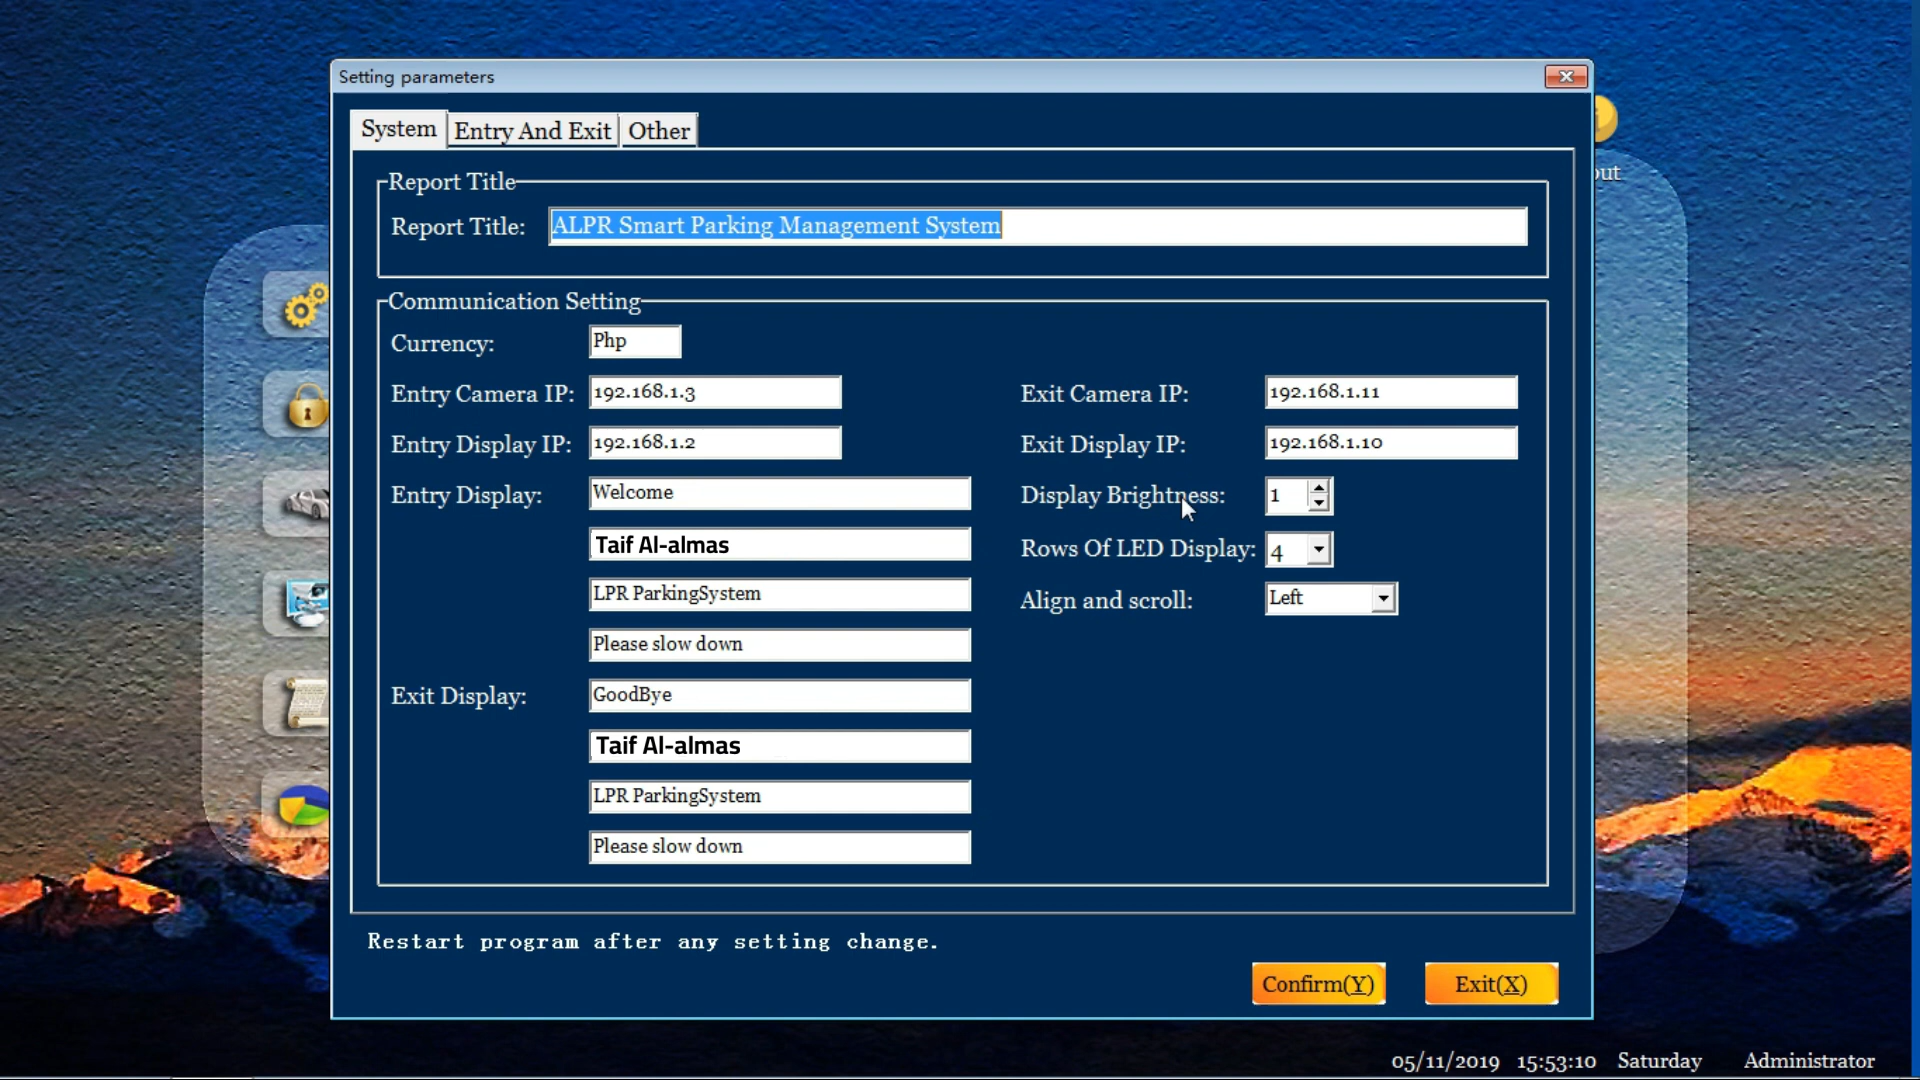 Setting parameters
System Entry And Exit Other
Report Title
Report Title: ALPR Smart Parking Management System
Communication Setting
Currency: Php
Entry Camera IP: 192.168.1.3 Exit Camera IP: 192.168.1.11
Entry Display IP: 192.168.1.2 Exit Display IP: 192.168.1.10
Entry Display: Welcome Display Brightness: 1
Taif Al-almas Rows Of LED Display: 4
LPR ParkingSystem Align and scroll: Left
Please slow down
Exit Display: GoodBye
Taif Al-almas
LPR ParkingSystem
Please slow down
Restart program after any setting change.
Confirm(Y) Exit(X)
05/11/2019 15:53:10 Saturday Administrator